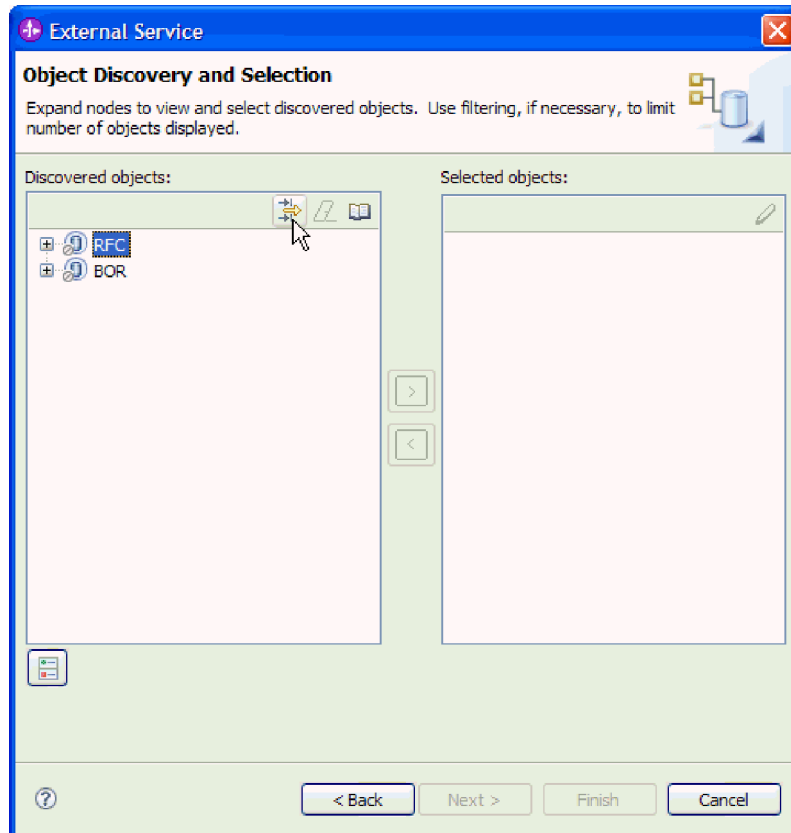 External Service
Object Discovery and Selection
Expand nodes to view and select discovered objects. Use filtering, if necessary, to limit
number of objects displayed.
Discovered objects:
Selected objects:
RFC
BOR
>
<
?
< Back
Next >
Finish
Cancel